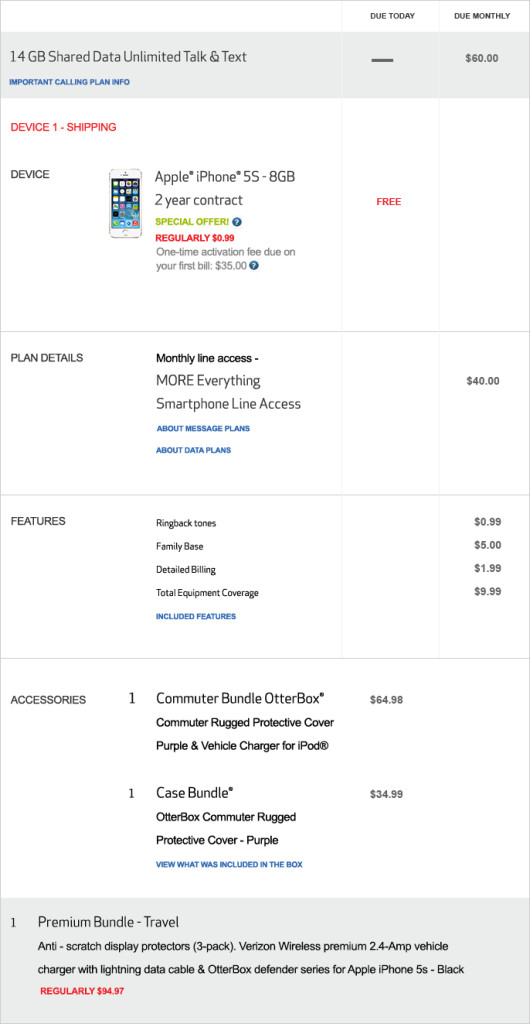 DUE TODAY DUE MONTHLY
14 GB Shared Data Unlimited Talk & Text — $60.00
IMPORTANT CALLING PLAN INFO
DEVICE 1 - SHIPPING
DEVICE
Apple® iPhone® 5S - 8GB
2 year contract FREE
SPECIAL OFFER! ?
REGULARLY $0.99
One-time activation fee due on
your first bill: $35.00 ?
PLAN DETAILS Monthly line access -
MORE Everything $40.00
Smartphone Line Access
ABOUT MESSAGE PLANS
ABOUT DATA PLANS
FEATURES Ringback tones $0.99
Family Base $5.00
Detailed Billing $1.99
Total Equipment Coverage $9.99
INCLUDED FEATURES
ACCESSORIES 1 Commuter Bundle OtterBox® $64.98
Commuter Rugged Protective Cover
Purple & Vehicle Charger for iPod®
1 Case Bundle® $34.99
OtterBox Commuter Rugged
Protective Cover - Purple
VIEW WHAT WAS INCLUDED IN THE BOX
1 Premium Bundle - Travel
Anti - scratch display protectors (3-pack). Verizon Wireless premium 2.4-Amp vehicle
charger with lightning data cable & OtterBox defender series for Apple iPhone 5s - Black
REGULARLY $94.97